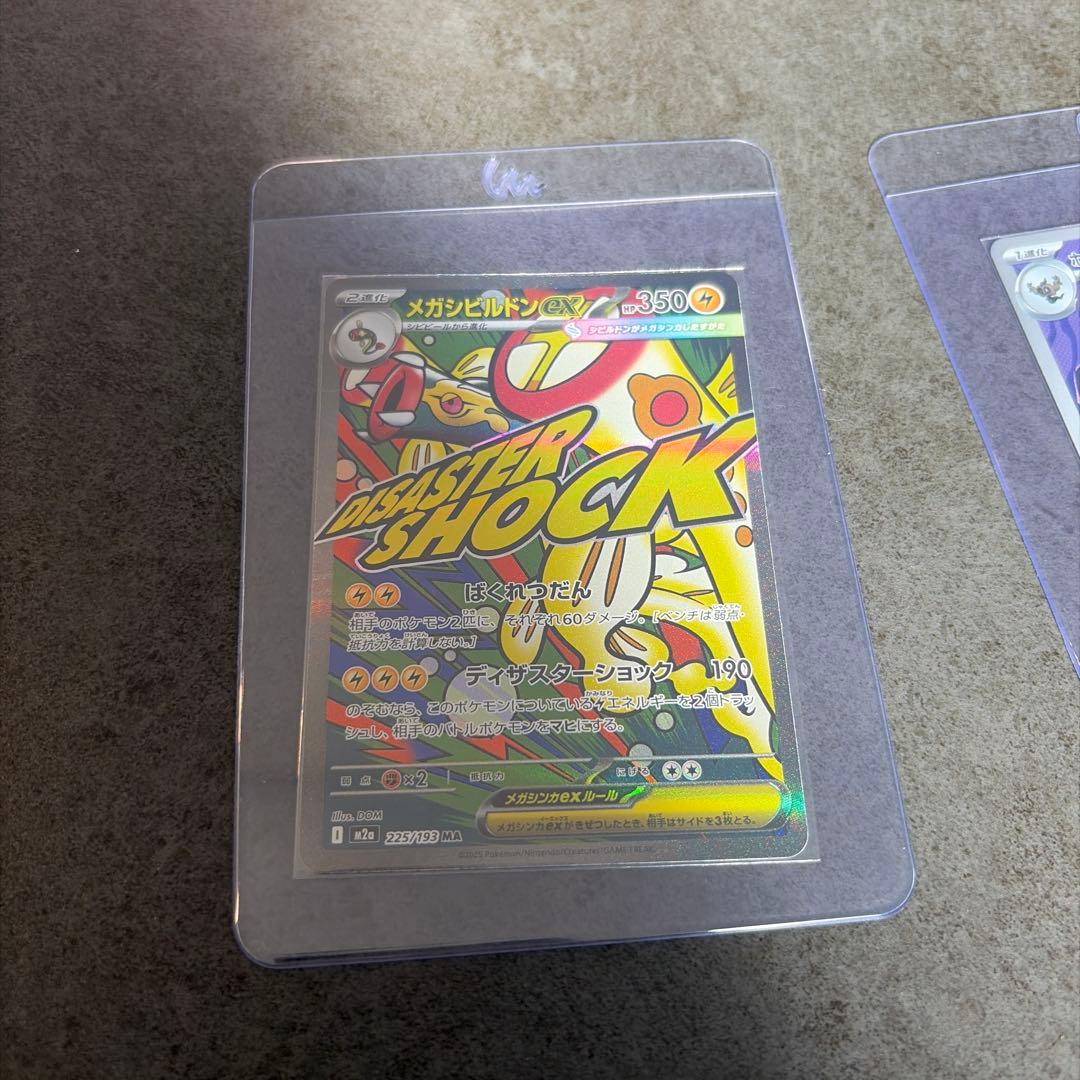 2進化
メガシビルドンex
HP350
シビビールから進化
シビルドンがメガシンカしたすがた
DISASTER
SHOCK
ばくれつだん
相手のポケモン2匹に、それぞれ60ダメージ。[ベンチは弱点・
抵抗力を計算しない。]
ディザスターショック 190
のぞむなら、このポケモンについているエネルギーを2個トラッ
シュし、相手のバトルポケモンをマヒにする。
弱点 ×2 抵抗力 にげる
メガシンカexルール
メガシンカexがきぜつしたとき、相手はサイドを3枚とる。
Illus. DOM
I M2a 225/193 MA
©2025 Pokémon/Nintendo/Creatures/GAME FREAK.
1進化